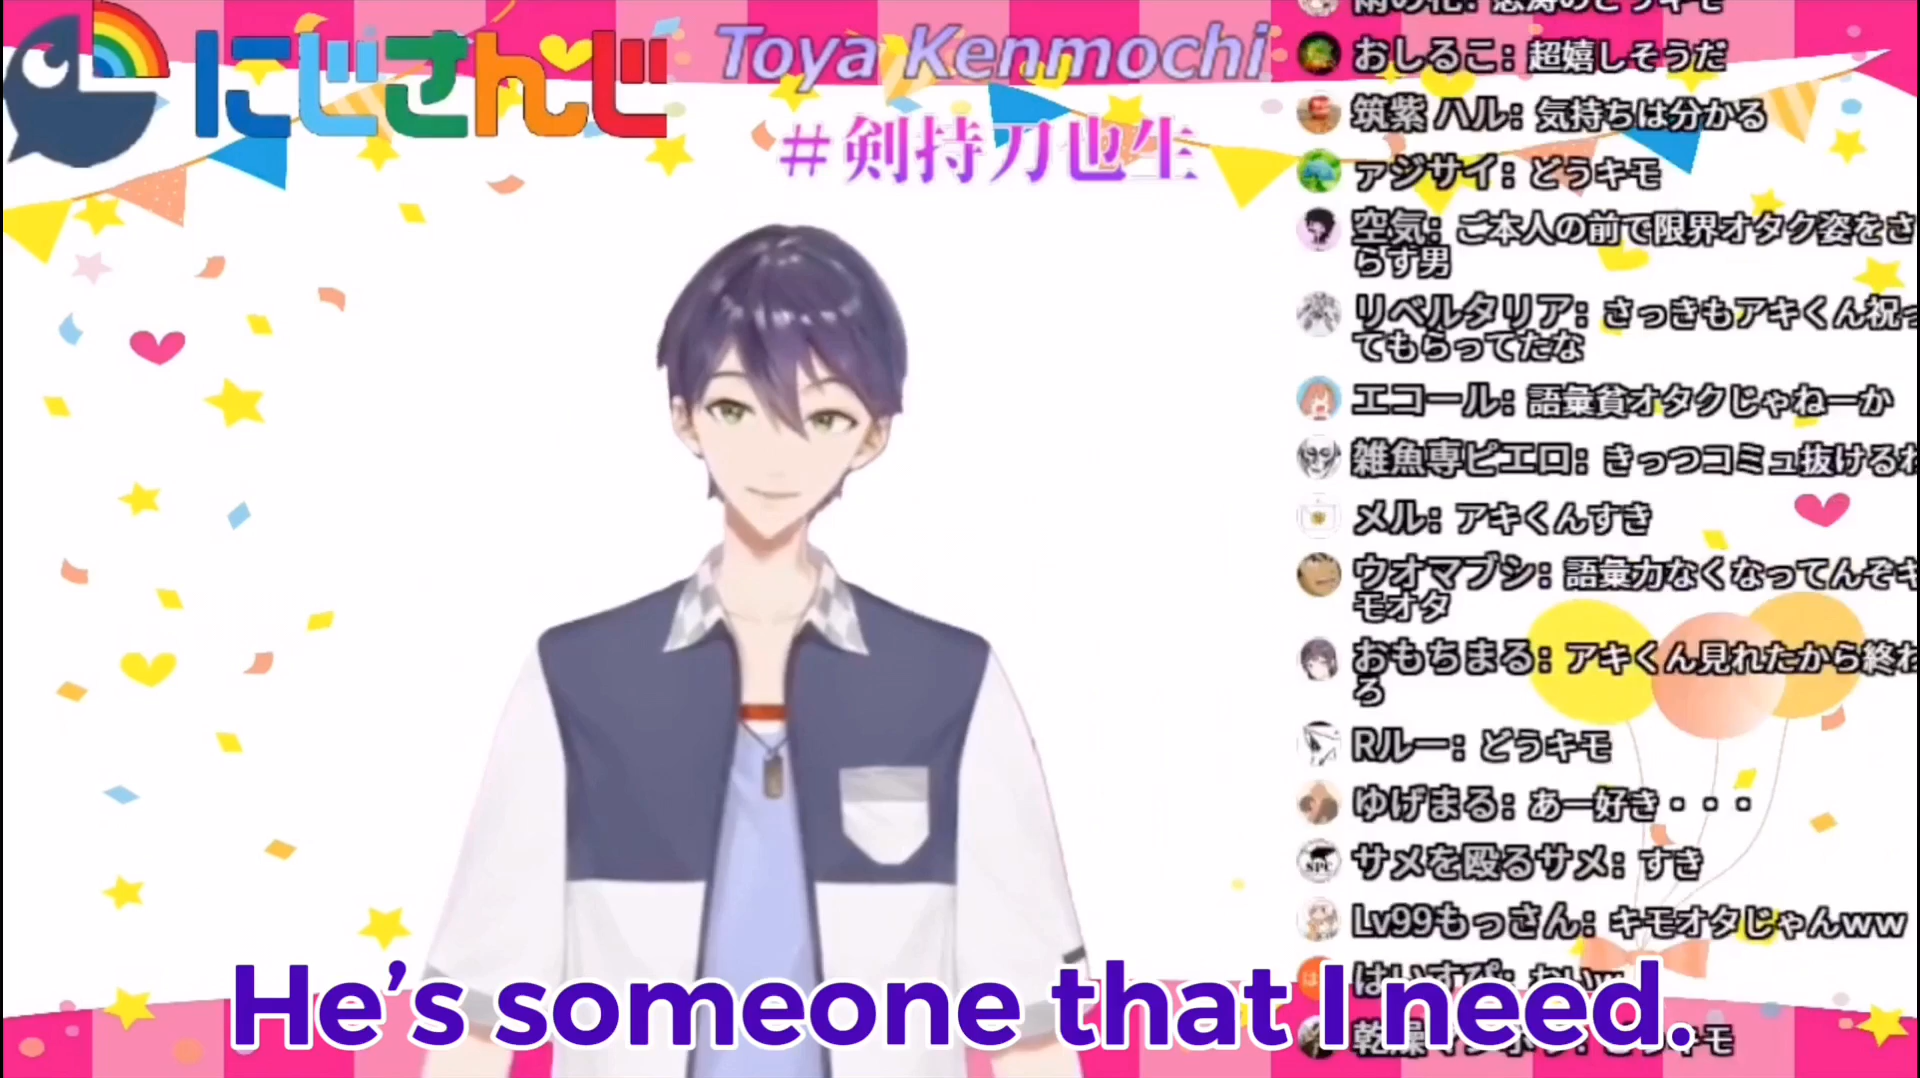 にじさんじ
Toya Kenmochi
#剣持刀也生
おしるこ: 超嬉しそうだ
筑紫 ハル: 気持ちは分かる
ァジサイ: どうキモ
空気: ご本人の前で限界オタク姿をさ
らす男
リベルタリア: さっきもアキくん祝っ
てもらってたな
エコール: 語彙貧オタクじゃねーか
雑魚専ピエロ: きっつコミュ抜けるわ
メル: アキくんすき
ウオマブシ: 語彙力なくなってんぞキ
モオタ
おもちまる: アキくん見れたから終わ
ろ
Rルー: どうキモ
ゆげまる: あー好き・・・
サメを殴るサメ: すき
Lv99もっさん: キモオタじゃんww
He's someone that I need.